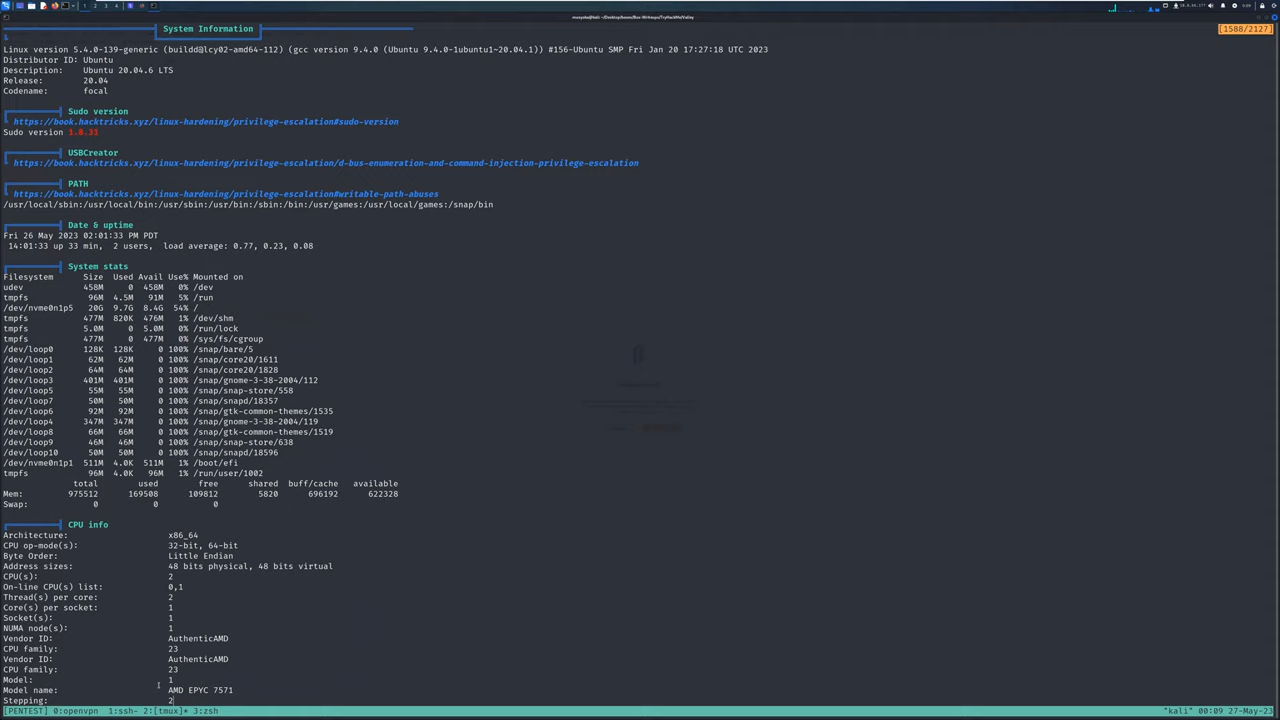 musyoka@kali ~/Desktop/boxes/Box-Writeups/TryHackMe/Valley
System Information
[1588/2127]
Linux version 5.4.0-139-generic (buildd@lcy02-amd64-112) (gcc version 9.4.0 (Ubuntu 9.4.0-1ubuntu1~20.04.1)) #156-Ubuntu SMP Fri Jan 20 17:27:18 UTC 2023
Distributor ID: Ubuntu
Description: Ubuntu 20.04.6 LTS
Release: 20.04
Codename: focal
Sudo version
https://book.hacktricks.xyz/linux-hardening/privilege-escalation#sudo-version
Sudo version 1.8.31
USBCreator
https://book.hacktricks.xyz/linux-hardening/privilege-escalation/d-bus-enumeration-and-command-injection-privilege-escalation
PATH
https://book.hacktricks.xyz/linux-hardening/privilege-escalation#writable-path-abuses
/usr/local/sbin:/usr/local/bin:/usr/sbin:/usr/bin:/sbin:/bin:/usr/games:/usr/local/games:/snap/bin
Date & uptime
Fri 26 May 2023 02:01:33 PM PDT
14:01:33 up 33 min, 2 users, load average: 0.77, 0.23, 0.08
System stats
Filesystem Size Used Avail Use% Mounted on
udev 458M 0 458M 0% /dev
tmpfs 96M 4.5M 91M 5% /run
/dev/nvme0n1p5 20G 9.7G 8.4G 54% /
tmpfs 477M 820K 476M 1% /dev/shm
tmpfs 5.0M 0 5.0M 0% /run/lock
tmpfs 477M 0 477M 0% /sys/fs/cgroup
/dev/loop0 128K 128K 0 100% /snap/bare/5
/dev/loop1 62M 62M 0 100% /snap/core20/1611
/dev/loop2 64M 64M 0 100% /snap/core20/1828
/dev/loop3 401M 401M 0 100% /snap/gnome-3-38-2004/112
/dev/loop5 55M 55M 0 100% /snap/snap-store/558
/dev/loop7 50M 50M 0 100% /snap/snapd/18357
/dev/loop6 92M 92M 0 100% /snap/gtk-common-themes/1535
/dev/loop4 347M 347M 0 100% /snap/gnome-3-38-2004/119
/dev/loop8 66M 66M 0 100% /snap/gtk-common-themes/1519
/dev/loop9 46M 46M 0 100% /snap/snap-store/638
/dev/loop10 50M 50M 0 100% /snap/snapd/18596
/dev/nvme0n1p1 511M 4.0K 511M 1% /boot/efi
tmpfs 96M 4.0K 96M 1% /run/user/1002
total used free shared buff/cache available
Mem: 975512 169508 109812 5820 696192 622328
Swap: 0 0 0
CPU info
Architecture: x86_64
CPU op-mode(s): 32-bit, 64-bit
Byte Order: Little Endian
Address sizes: 48 bits physical, 48 bits virtual
CPU(s): 2
On-line CPU(s) list: 0,1
Thread(s) per core: 2
Core(s) per socket: 1
Socket(s): 1
NUMA node(s): 1
Vendor ID: AuthenticAMD
CPU family: 23
Vendor ID: AuthenticAMD
CPU family: 23
Model: 1
Model name: AMD EPYC 7571
Stepping: 2
[PENTEST] 0:openvpn 1:ssh- 2:[tmux]* 3:zsh
"kali" 00:09 27-May-23